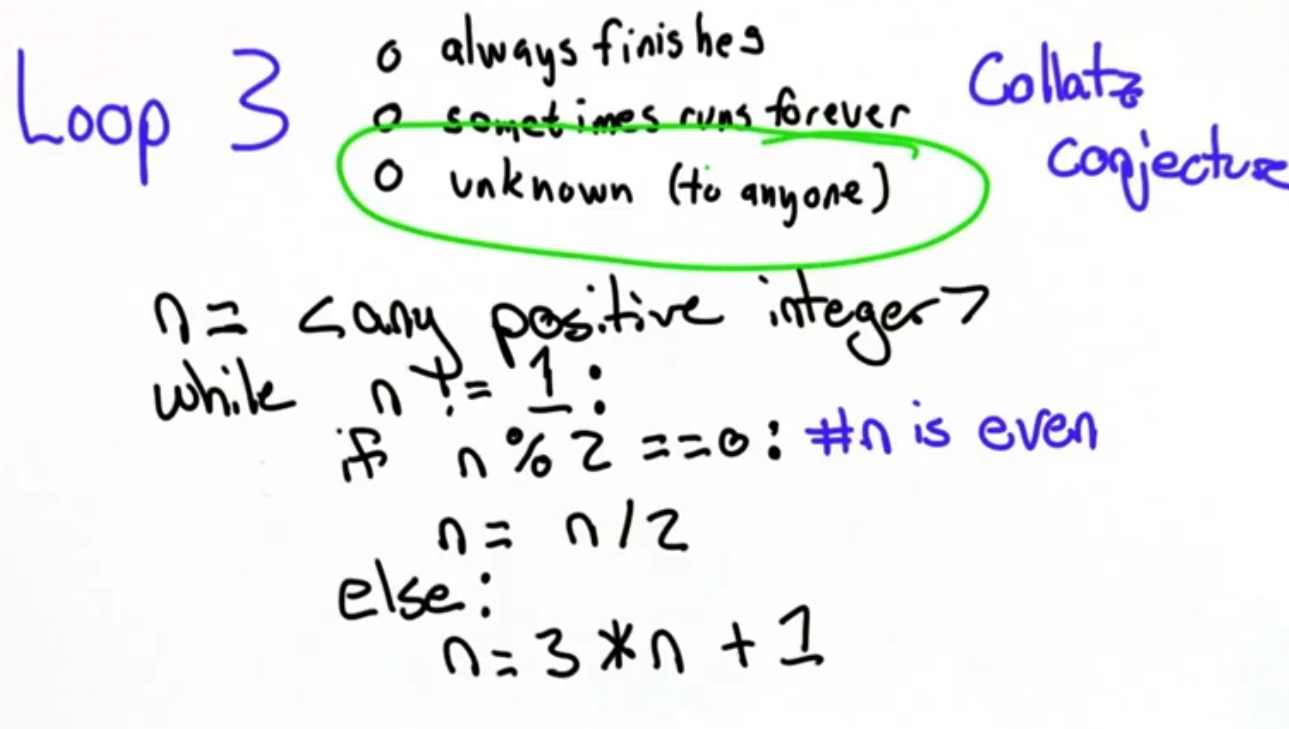 Loop 3
o always finishes
o sometimes runs forever
o unknown (to anyone)
Collatz
conjecture
n = <any positive integer>
while n != 1:
if n % 2 ==0: #n is even
n = n/2
else:
n = 3 * n + 1